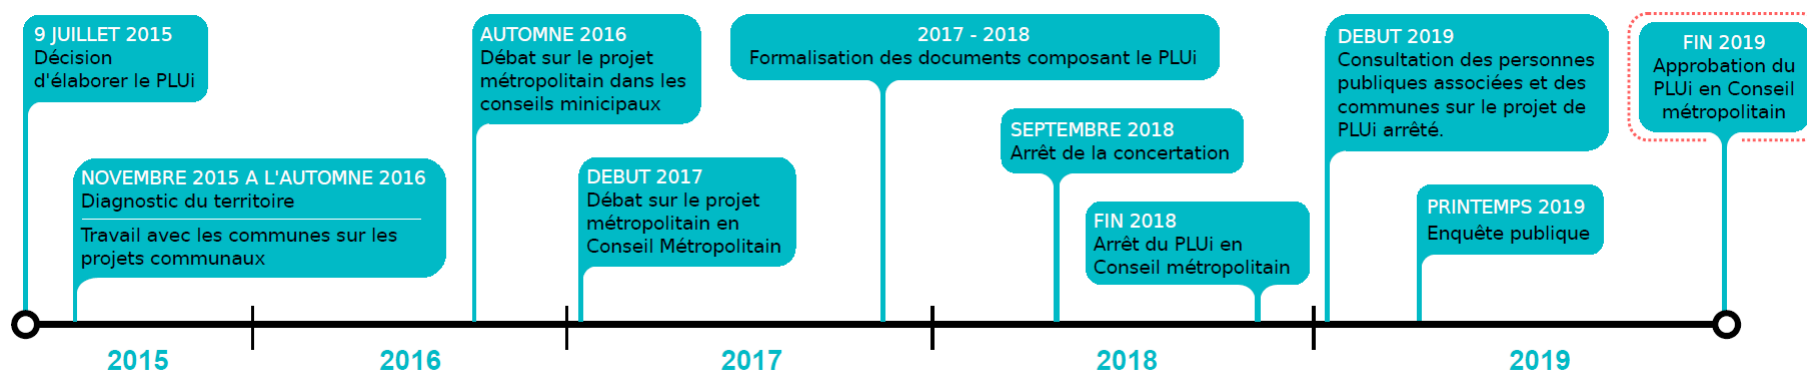 9 JUILLET 2015
Décision
d'élaborer le PLUi
NOVEMBRE 2015 A L'AUTOMNE 2016
Diagnostic du territoire
Travail avec les communes sur les
projets communaux
AUTOMNE 2016
Débat sur le projet
métropolitain dans les
conseils minicipaux
DEBUT 2017
Débat sur le projet
métropolitain en
Conseil Métropolitain
2017 - 2018
Formalisation des documents composant le PLUi
SEPTEMBRE 2018
Arrêt de la concertation
FIN 2018
Arrêt du PLUi en
Conseil métropolitain
DEBUT 2019
Consultation des personnes
publiques associées et des
communes sur le projet de
PLUi arrêté.
PRINTEMPS 2019
Enquête publique
FIN 2019
Approbation du
PLUi en Conseil
métropolitain
2015
2016
2017
2018
2019